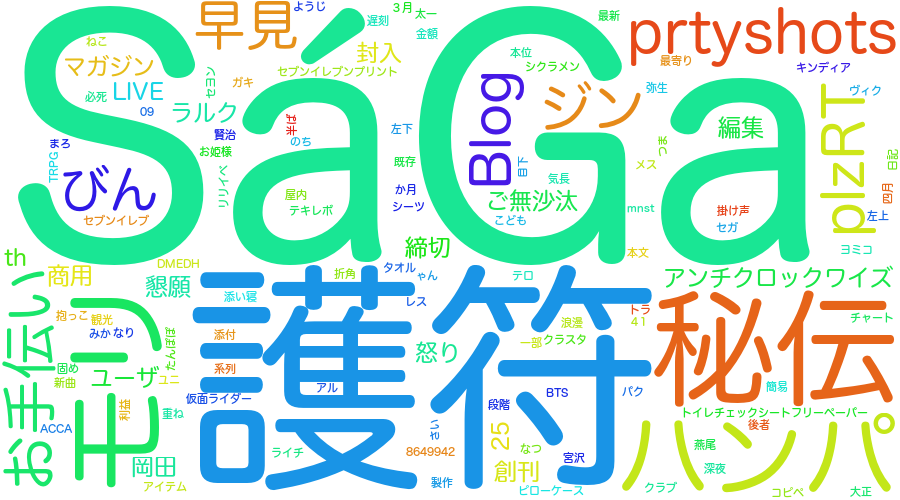 SáGa
護符
秘伝
モワ
ハンパ
prtyshots
早見
びん
ジン
Blog
plzRT
お手伝い
アンチクロックワイズ
マガジン
LIVE
ラルク
封入
編集
ご無沙汰
締切
th
商用
懇願
ユーザ
岡田
怒り
25
創刊
ようじ
遅刻
3月
太一
金額
最新
最寄り
キンディア
ヴィク
ねこ
必死
09
セヨン
ガキ
セブンイレブンプリント
本位
シクラメン
弥生
まろ
TRPG
賢治
お姫様
リリイベ
のち
左下
既存
か月
シーツ
目下
気長
こども
メス
つま
mnst
掛け声
セガ
日記
四月
左上
ヨミコ
セブンイレブ
屋内
テキレボ
本文
DMEDH
添い寝
折角
タオル
ゃん
レス
テロ
トラ
41
チャート
抱っこ
観光
みか
なり
たんぽぽ
添付
系列
浪漫
一部
クラスタ
固め
新曲
ユニ
利益
重ね
仮面ライダー
アル
段階
BTS
パク
簡易
トイレチェックシートフリーペーパー
後者
ACCA
ライチ
8649942
なつ
宮沢
燕尾
深夜
アイテム
製作
ピローケース
クラブ
コピペ
大正